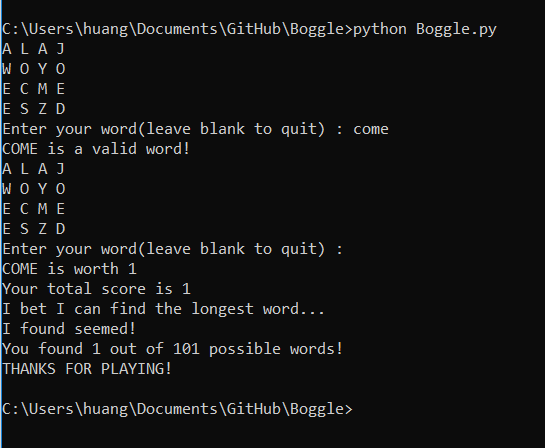 C:\Users\huang\Documents\GitHub\Boggle>python Boggle.py
A L A J
W O Y O
E C M E
E S Z D
Enter your word(leave blank to quit) : come
COME is a valid word!
A L A J
W O Y O
E C M E
E S Z D
Enter your word(leave blank to quit) :
COME is worth 1
Your total score is 1
I bet I can find the longest word...
I found seemed!
You found 1 out of 101 possible words!
THANKS FOR PLAYING!
C:\Users\huang\Documents\GitHub\Boggle>